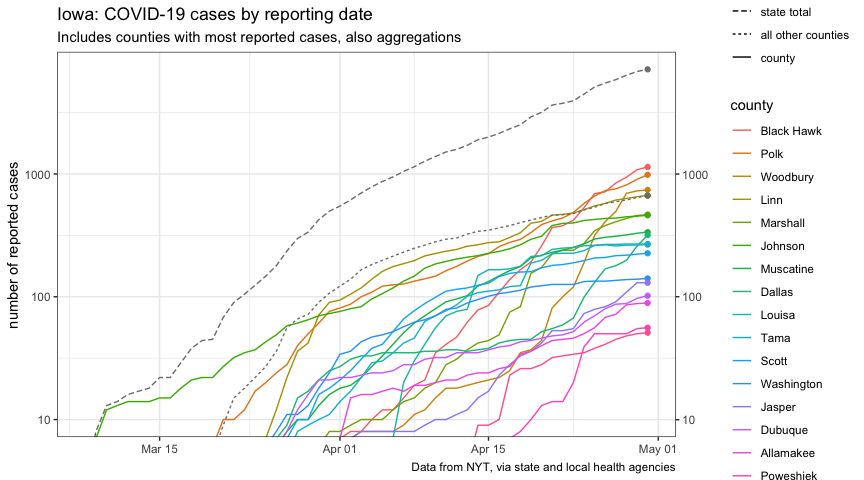 Iowa: COVID-19 cases by reporting date
Includes counties with most reported cases, also aggregations
number of reported cases
1000
100
10
1000
100
10
Mar 15
Apr 01
Apr 15
May 01
Data from NYT, via state and local health agencies
state total
all other counties
county
county
Black Hawk
Polk
Woodbury
Linn
Marshall
Johnson
Muscatine
Dallas
Louisa
Tama
Scott
Washington
Jasper
Dubuque
Allamakee
Poweshiek